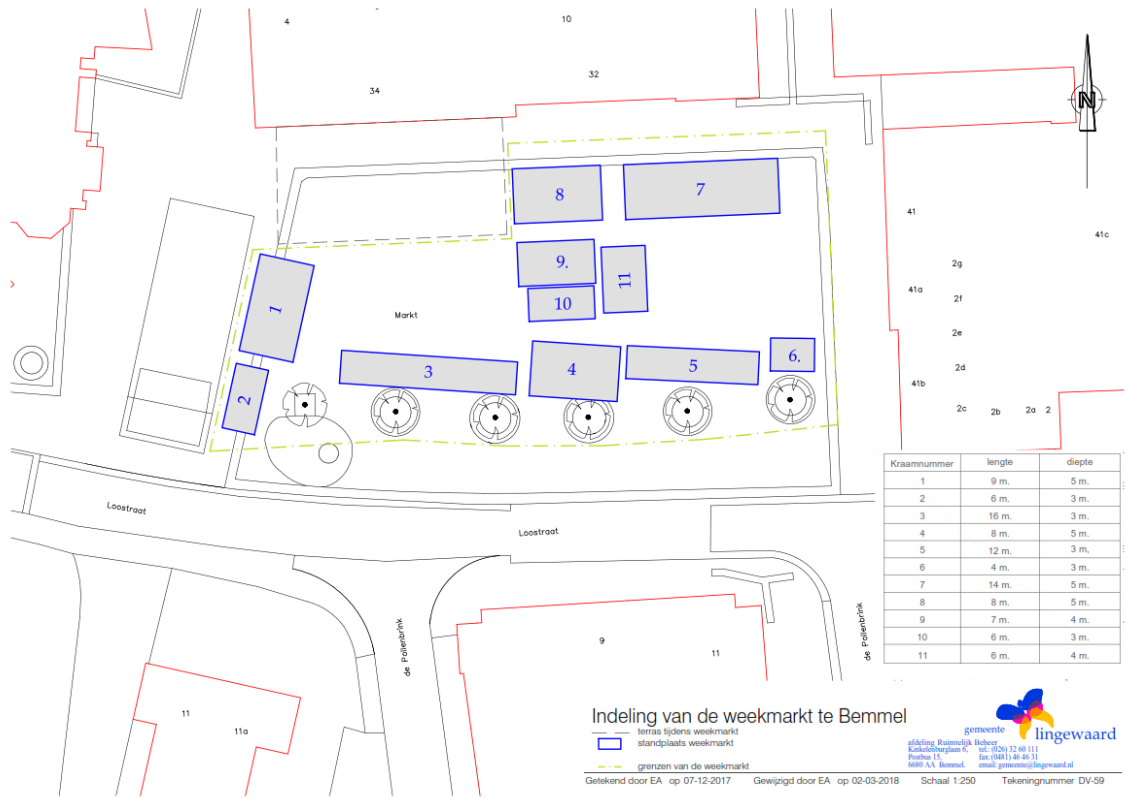 4
10
32
34
N
41
41c
2g
41a
2f
2e
2d
41b
2c
2b
2a
2
8
7
9.
11
10
1
Markt
3
4
5
6.
2
Loostraat
Loostraat
de Pollenbrink
de Pollenbrink
9
11
11
11a
Kraamnummer lengte diepte
1 9 m. 5 m.
2 6 m. 3 m.
3 16 m. 3 m.
4 8 m. 5 m.
5 12 m. 3 m,
6 4 m. 3 m.
7 14 m. 5 m.
8 8 m. 5 m.
9 7 m. 4 m.
10 6 m. 3 m.
11 6 m. 4 m.
Indeling van de weekmarkt te Bemmel
terras tijdens weekmarkt
standplaats weekmarkt
grenzen van de weekmarkt
gemeente
lingewaard
afdeling Ruimtelijk Beheer
Kinkelenburglaan 6, tel.: (026) 32 60 111
Postbus 15, fax:(0481) 46 46 31
6680 AA Bemmel. email: gemeente@lingewaard.nl
Getekend door EA op 07-12-2017 Gewijzigd door EA op 02-03-2018 Schaal 1:250 Tekeningnummer DV-59